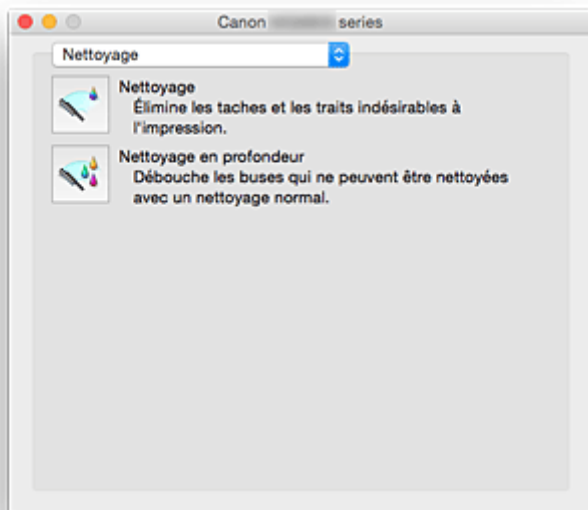 Canon series
Nettoyage
Nettoyage
Élimine les taches et les traits indésirables à
l'impression.
Nettoyage en profondeur
Débouche les buses qui ne peuvent être nettoyées
avec un nettoyage normal.